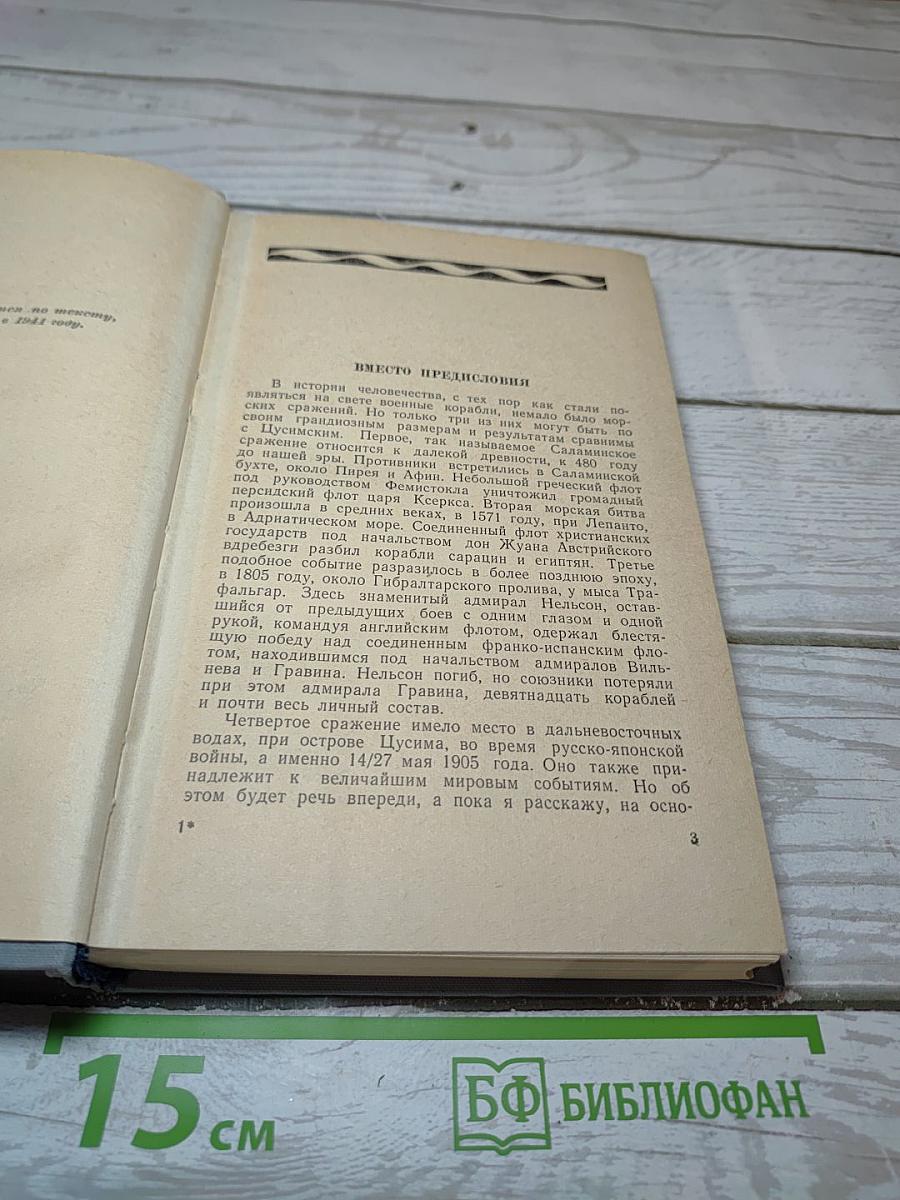 по тексту,
в 1941 году.
ВМЕСТО ПРЕДИСЛОВИЯ
В истории человечества, с тех пор как стали по-
являться на свете военные корабли, немало было мор-
ских сражений. Но только три из них могут быть по
своим грандиозным размерам и результатам сравнимы
с Цусимским. Первое, так называемое Саламинское
сражение относится к далекой древности, к 480 году
до нашей эры. Противники встретились в Саламинской
бухте, около Пирея и Афин. Небольшой греческий флот
под руководством Фемистокла уничтожил громадный
персидский флот царя Ксеркса. Вторая морская битва
произошла в средних веках, в 1571 году, при Лепанто,
в Адриатическом море. Соединенный флот христианских
государств под начальством дон Жуана Австрийского
вдребезги разбил корабли сарацин и египтян. Третье
подобное событие разразилось в более позднюю эпоху,
в 1805 году, около Гибралтарского пролива, у мыса Тра-
фальгар. Здесь знаменитый адмирал Нельсон, остав-
шийся от предыдущих боев с одним глазом и одной
рукой, командуя английским флотом, одержал блестя-
щую победу над соединенным франко-испанским фло-
том, находившимся под начальством адмиралов Виль-
нева и Гравина. Нельсон погиб, но союзники потеряли
при этом адмирала Гравина, девятнадцать кораблей
и почти весь личный состав.
Четвертое сражение имело место в дальневосточных
водах, при острове Цусима, во время русско-японской
войны, а именно 14/27 мая 1905 года. Оно также при-
надлежит к величайшим мировым событиям. Но об
этом будет речь впереди, а пока я расскажу, на осно-
1*
3
15 см
БФ БИБЛИОФАН